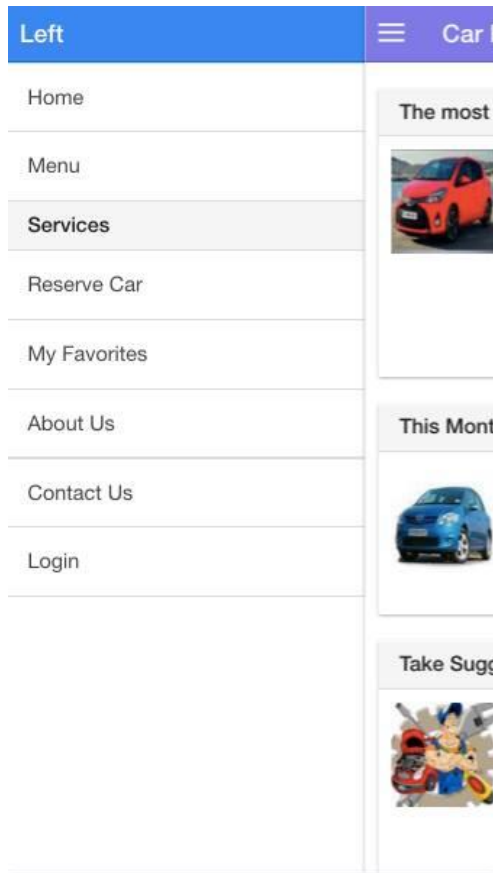 Left
Home
Menu
Services
Reserve Car
My Favorites
About Us
Contact Us
Login
Car
The most
This Mont
Take Sugg